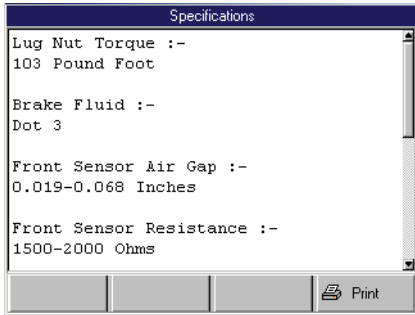 Specifications
Lug Nut Torque :-
103 Pound Foot
Brake Fluid :-
Dot 3
Front Sensor Air Gap :-
0.019-0.068 Inches
Front Sensor Resistance :-
1500-2000 Ohms
Print